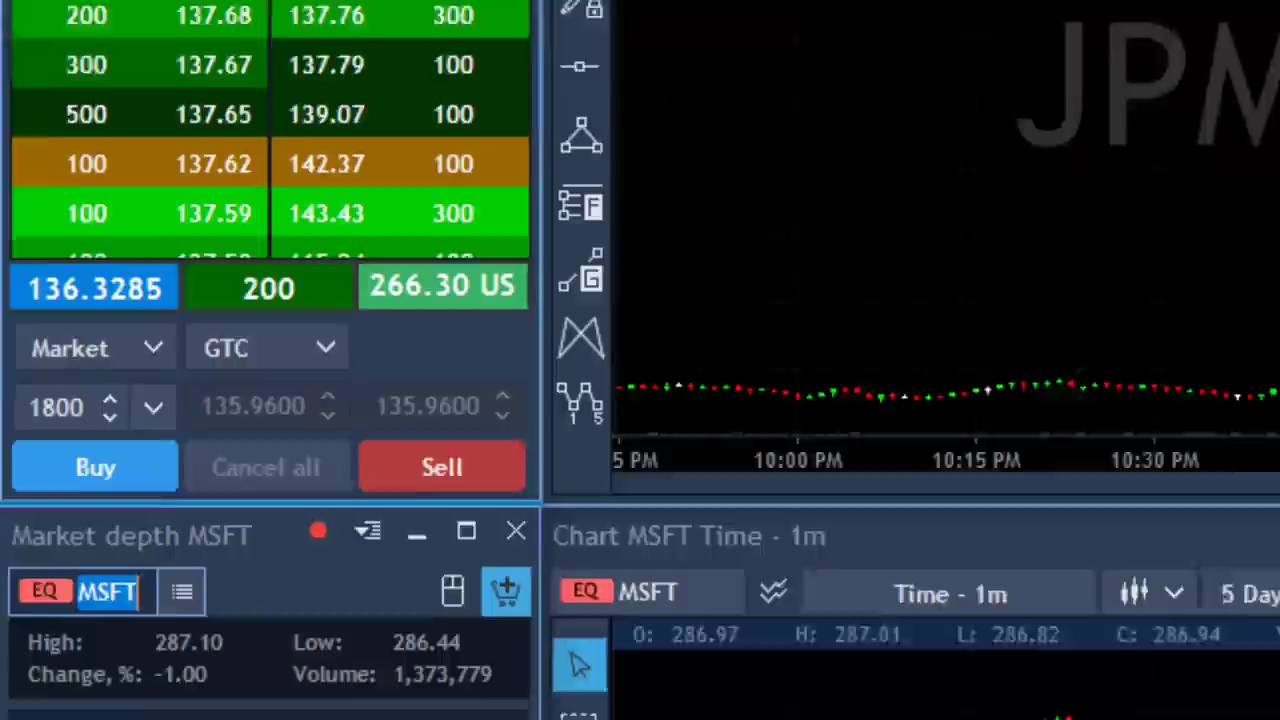 200 137.68 137.76 300
300 137.67 137.79 100
500 137.65 139.07 100
100 137.62 142.37 100
100 137.59 143.43 300
136.3285 200 266.30 US
Market GTC
1800 135.9600 135.9600
Buy Cancel all Sell
Market depth MSFT
EQ MSFT
High: 287.10 Low: 286.44
Change, %: -1.00 Volume: 1,373,779
JPM
F
G
1 5
5 PM 10:00 PM 10:15 PM 10:30 PM
Chart MSFT Time - 1m
EQ MSFT Time - 1m 5 Day
O: 286.97 H: 287.01 L: 286.82 C: 286.94